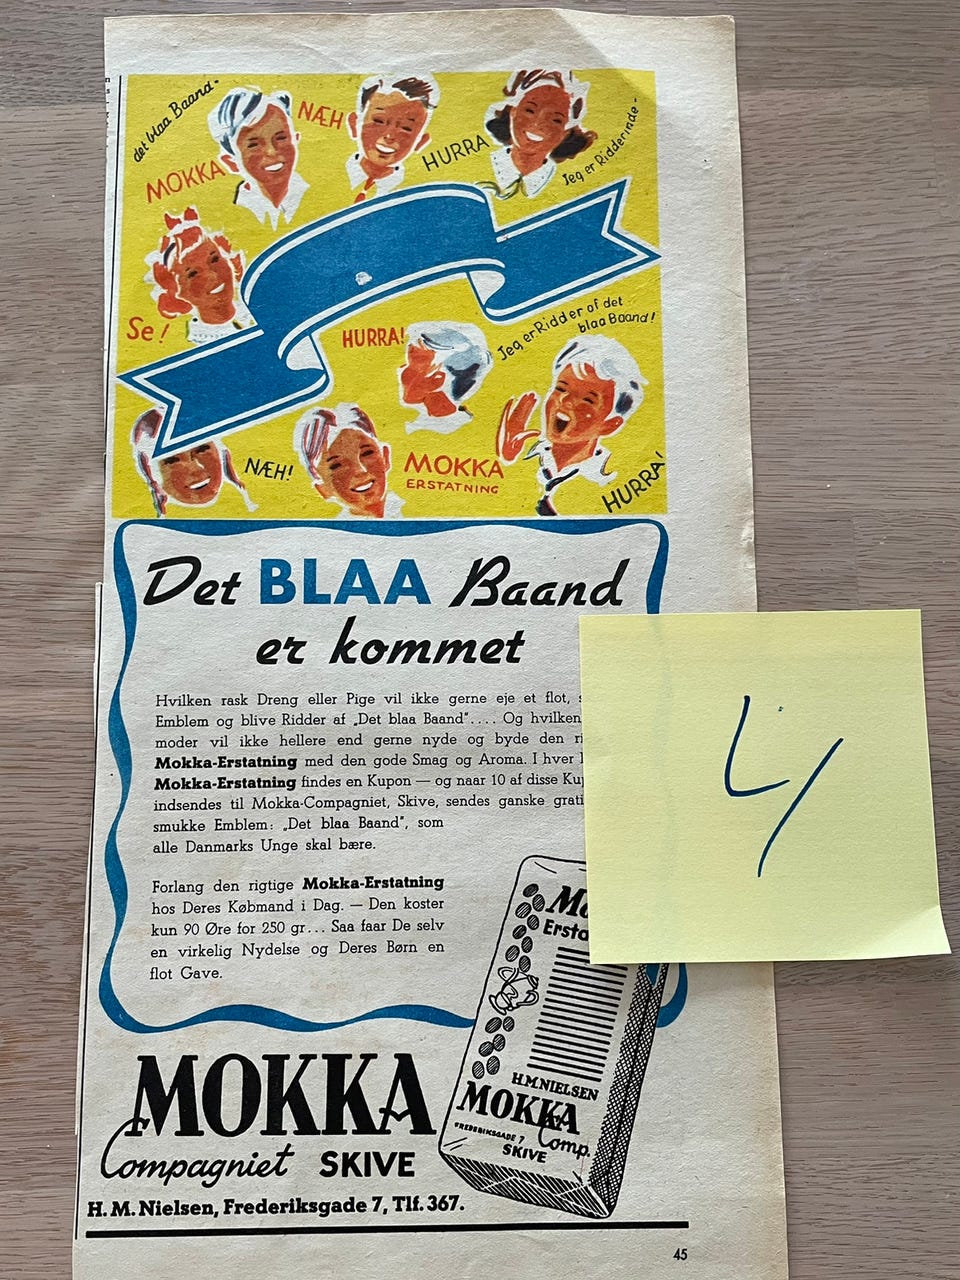 det blaa Baand -
MOKKA
NÆH
HURRA
Jeg er Ridderinde -
Se!
HURRA!
Jeg er Ridder af det
blaa Baand!
NÆH!
MOKKA
ERSTATNING
HURRA!
Det BLAA Baand
er kommet
Hvilken rask Dreng eller Pige vil ikke gerne eje et flot,
Emblem og blive Ridder af „Det blaa Baand".... Og hvilken
moder vil ikke hellere end gerne nyde og byde den
Mokka-Erstatning med den gode Smag og Aroma. I hver
Mokka-Erstatning findes en Kupon — og naar 10 af disse
indsendes til Mokka-Compagniet, Skive, sendes ganske
smukke Emblem: „Det blaa Baand", som
alle Danmarks Unge skal bære.
Forlang den rigtige Mokka-Erstatning
hos Deres Købmand i Dag. — Den koster
kun 90 Øre for 250 gr... Saa faar De selv
en virkelig Nydelse og Deres Børn en
flot Gave.
4
H.M.NIELSEN
MOKKA
Comp.
FREDERIKSGADE 7
SKIVE
MOKKA
Compagniet SKIVE
H. M. Nielsen, Frederiksgade 7, Tlf. 367.
45